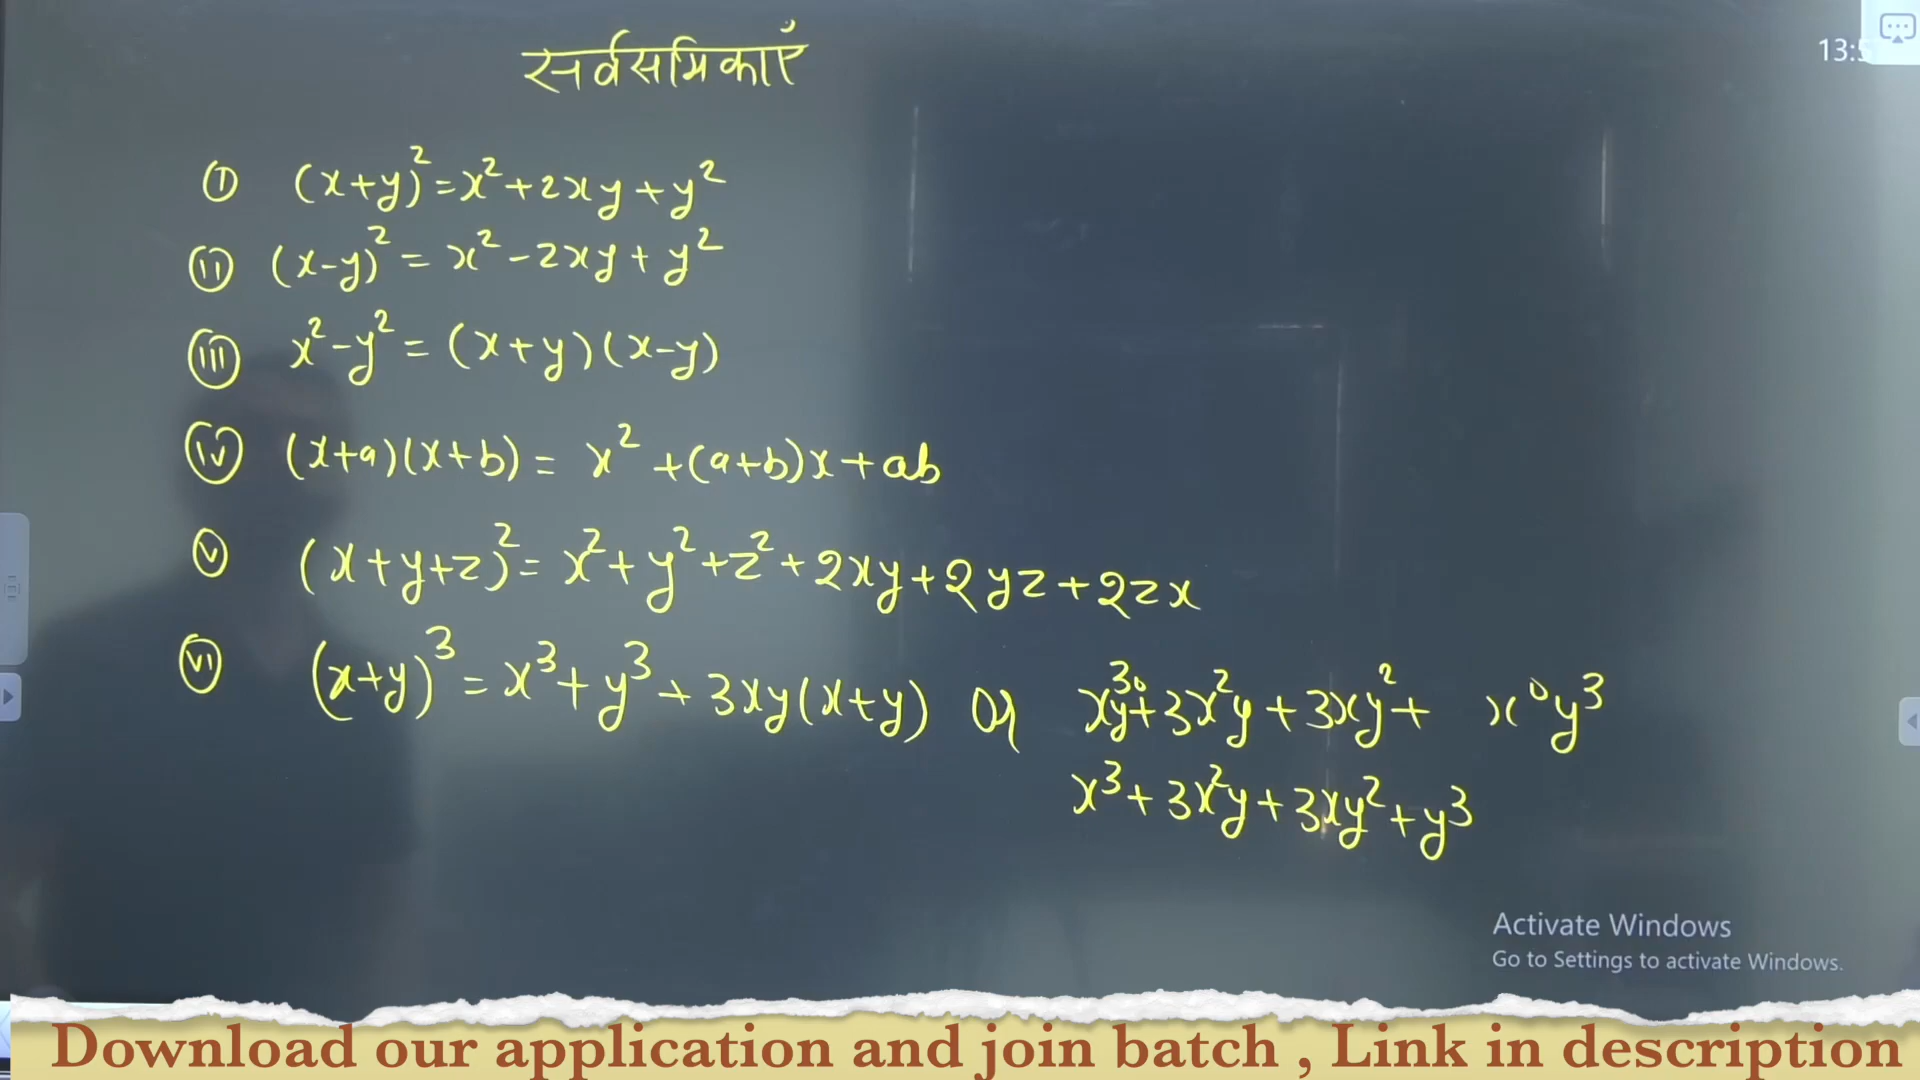 सर्वसमिकाएँ
13:5
① (x+y)² = x² + 2xy + y²
ⅱ (x-y)² = x² - 2xy + y²
ⅲ x² - y² = (x+y)(x-y)
ⅳ (x+a)(x+b) = x² + (a+b)x + ab
ⅴ (x+y+z)² = x² + y² + z² + 2xy + 2yz + 2zx
ⅵ (x+y)³ = x³ + y³ + 3xy(x+y) or x³y⁰ + 3x²y + 3xy² + x⁰y³
x³ + 3x²y + 3xy² + y³
Activate Windows
Go to Settings to activate Windows.
Download our application and join batch , Link in description